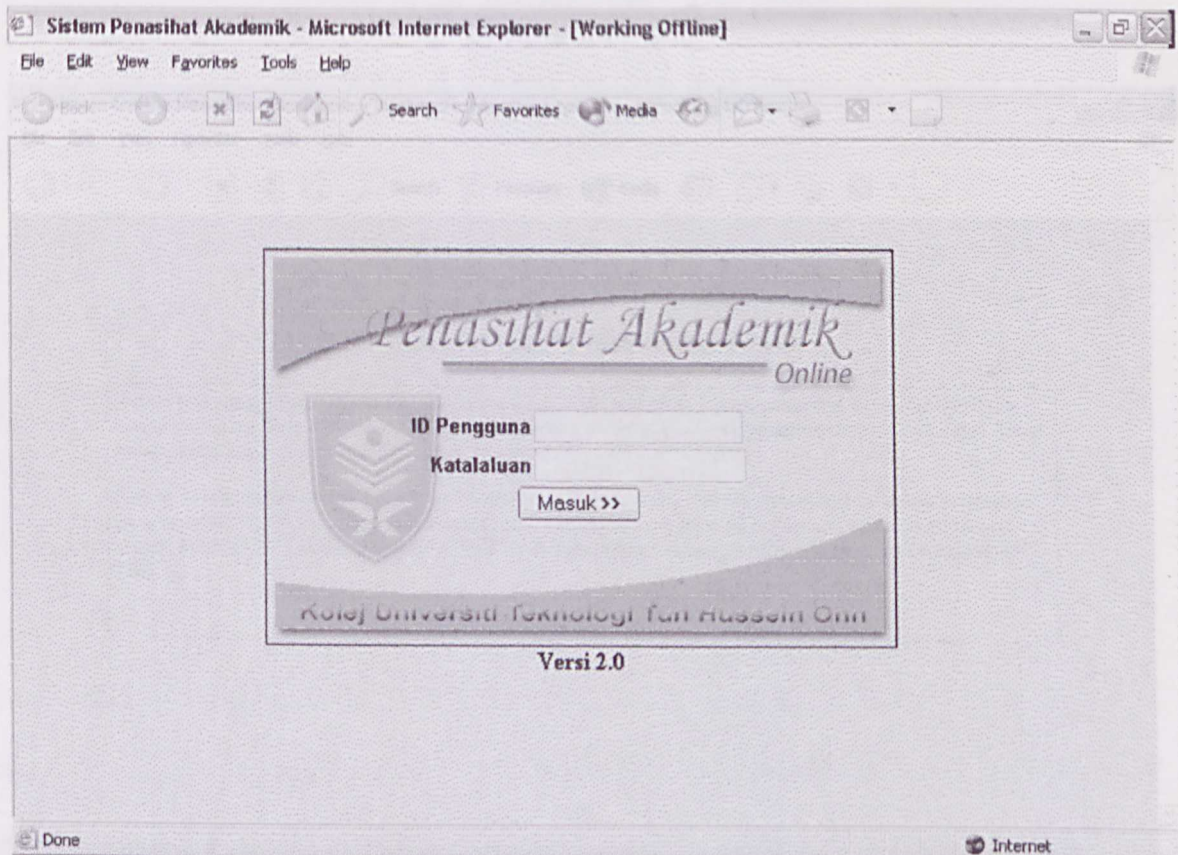 Sistem Penasihat Akademik - Microsoft Internet Explorer - [Working Offline]
File Edit View Favorites Tools Help
Back Search Favorites Media
Penasihat Akademik
Online
ID Pengguna
Katalaluan
Masuk >>
Kolej Universiti Teknologi Tun Hussein Onn
Versi 2.0
Done Internet